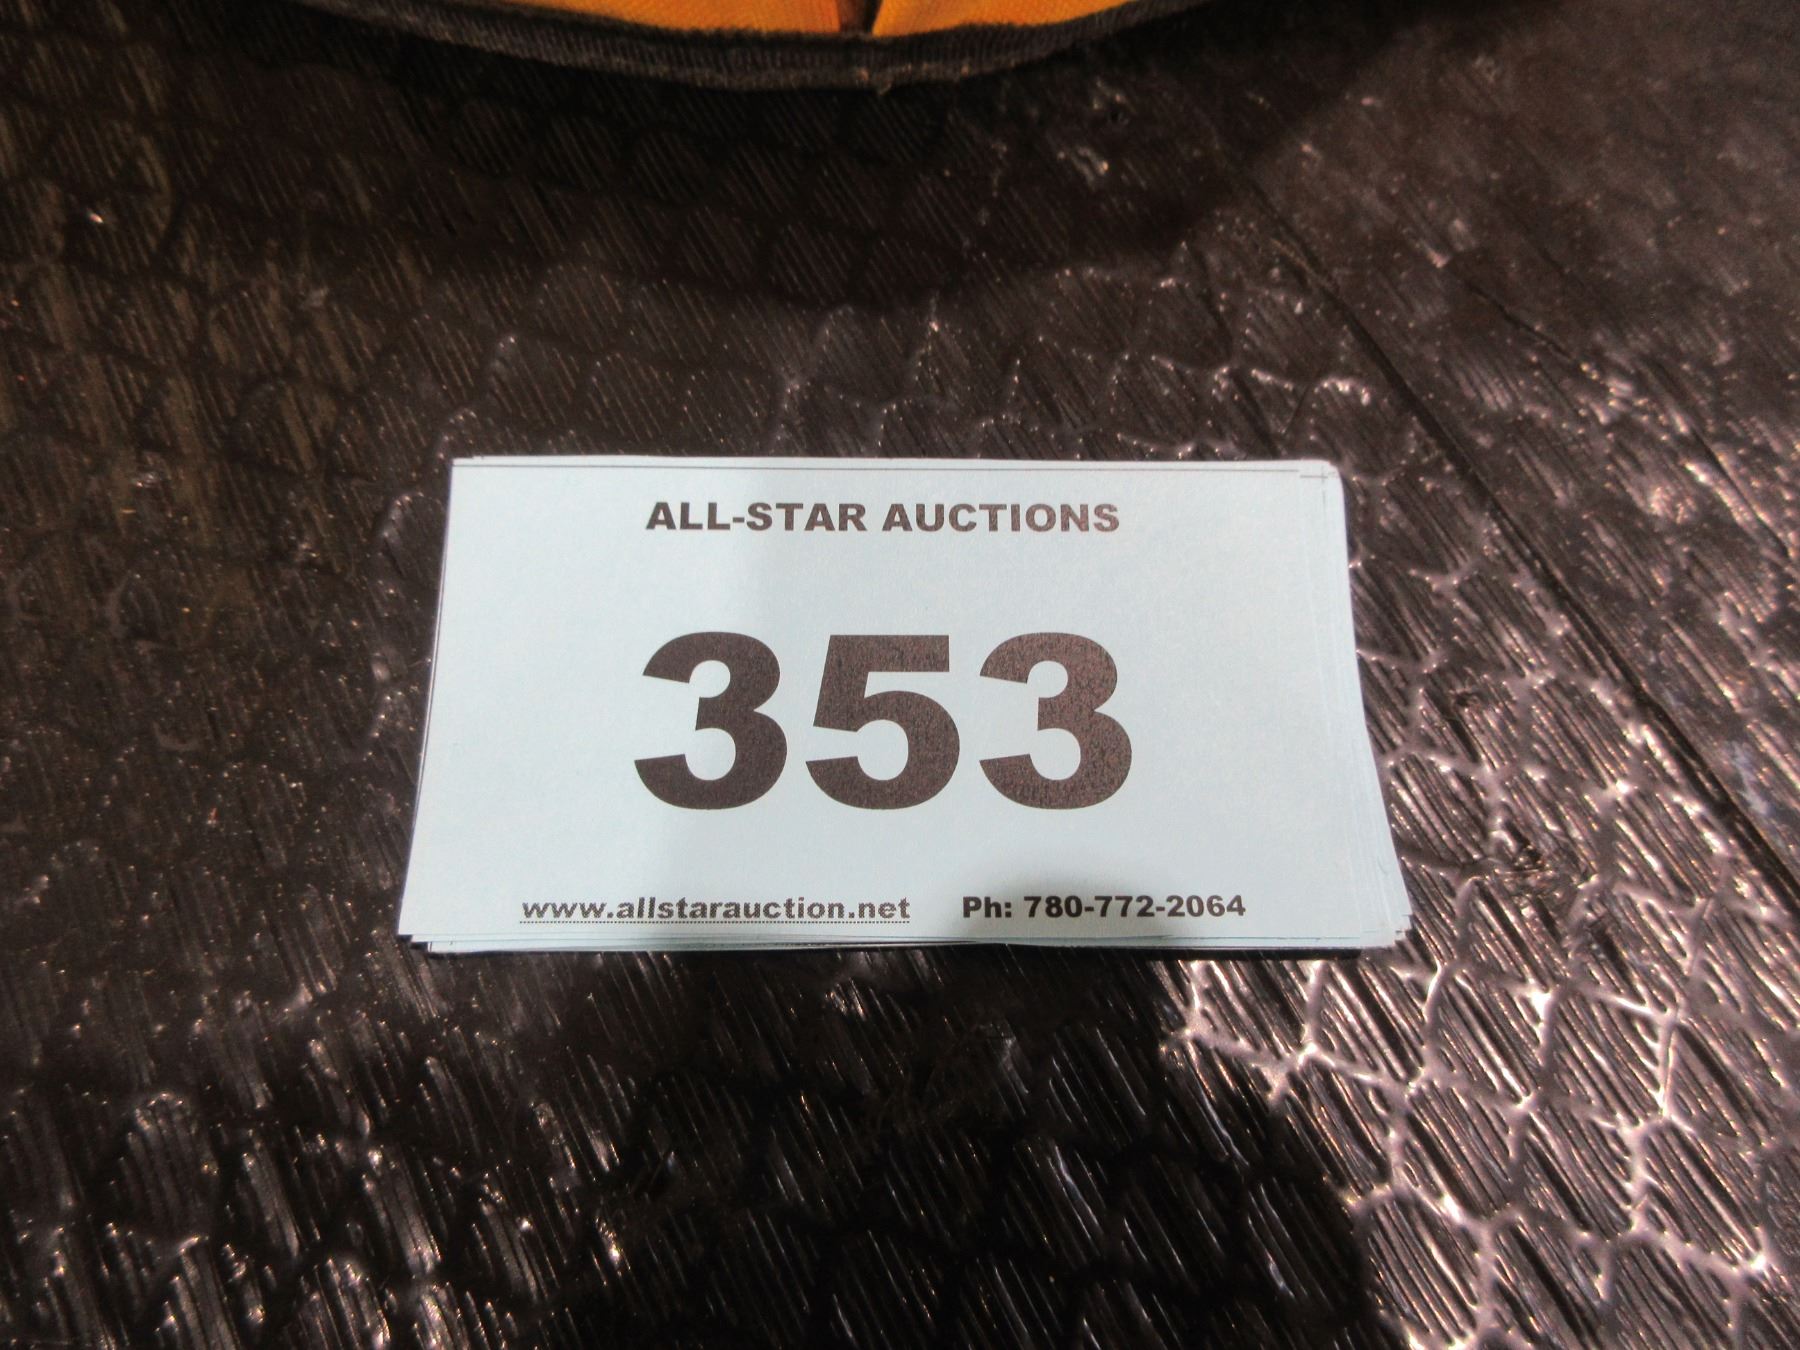 ALL-STAR AUCTIONS
353
www.allstarauction.net Ph: 780-772-2064